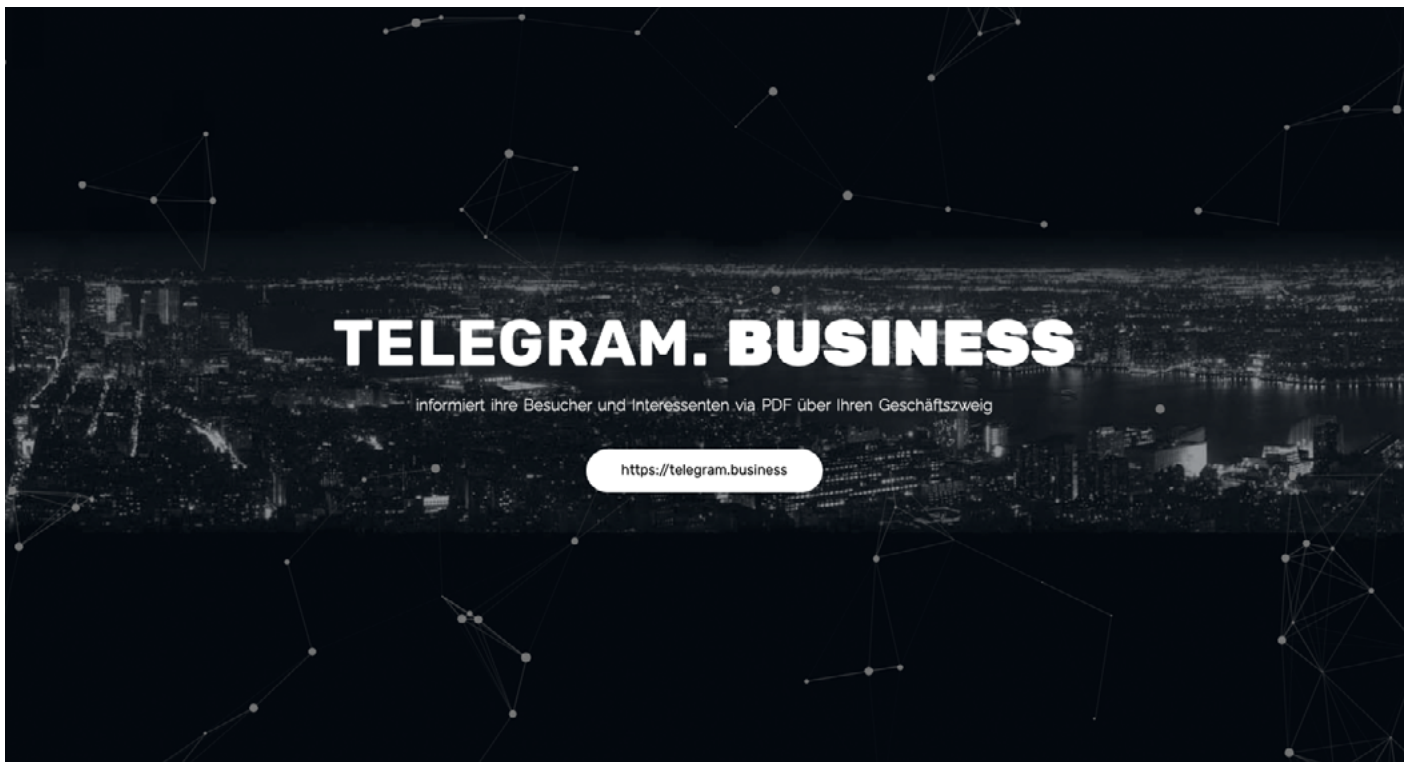 TELEGRAM. BUSINESS
informiert ihre Besucher und Interessenten via PDF über Ihren Geschäftszweig
https://telegram.business